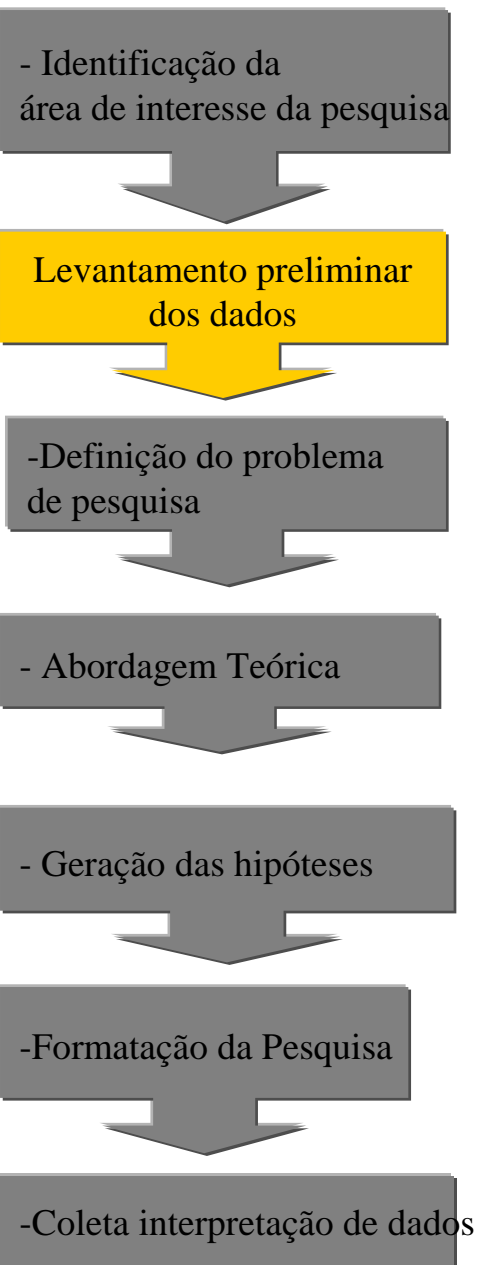 - Identificação da
área de interesse da pesquisa
Levantamento preliminar
dos dados
-Definição do problema
de pesquisa
- Abordagem Teórica
- Geração das hipóteses
-Formatação da Pesquisa
-Coleta interpretação de dados